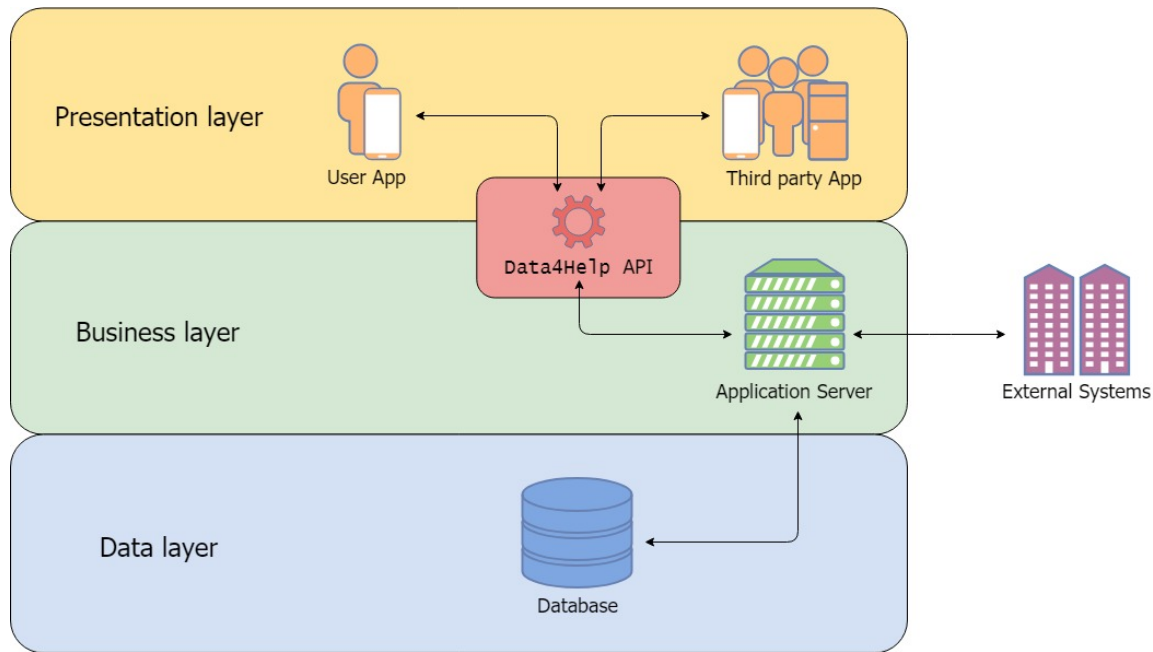 Presentation layer
User App
Third party App
Data4Help API
Business layer
Application Server
External Systems
Data layer
Database